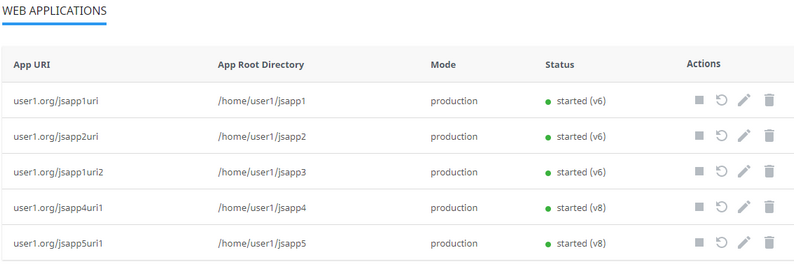 WEB APPLICATIONS
App URI App Root Directory Mode Status Actions
user1.org/jsapp1uri /home/user1/jsapp1 production started (v6)
user1.org/jsapp2uri /home/user1/jsapp2 production started (v6)
user1.org/jsapp1uri2 /home/user1/jsapp3 production started (v6)
user1.org/jsapp4uri1 /home/user1/jsapp4 production started (v8)
user1.org/jsapp5uri1 /home/user1/jsapp5 production started (v8)